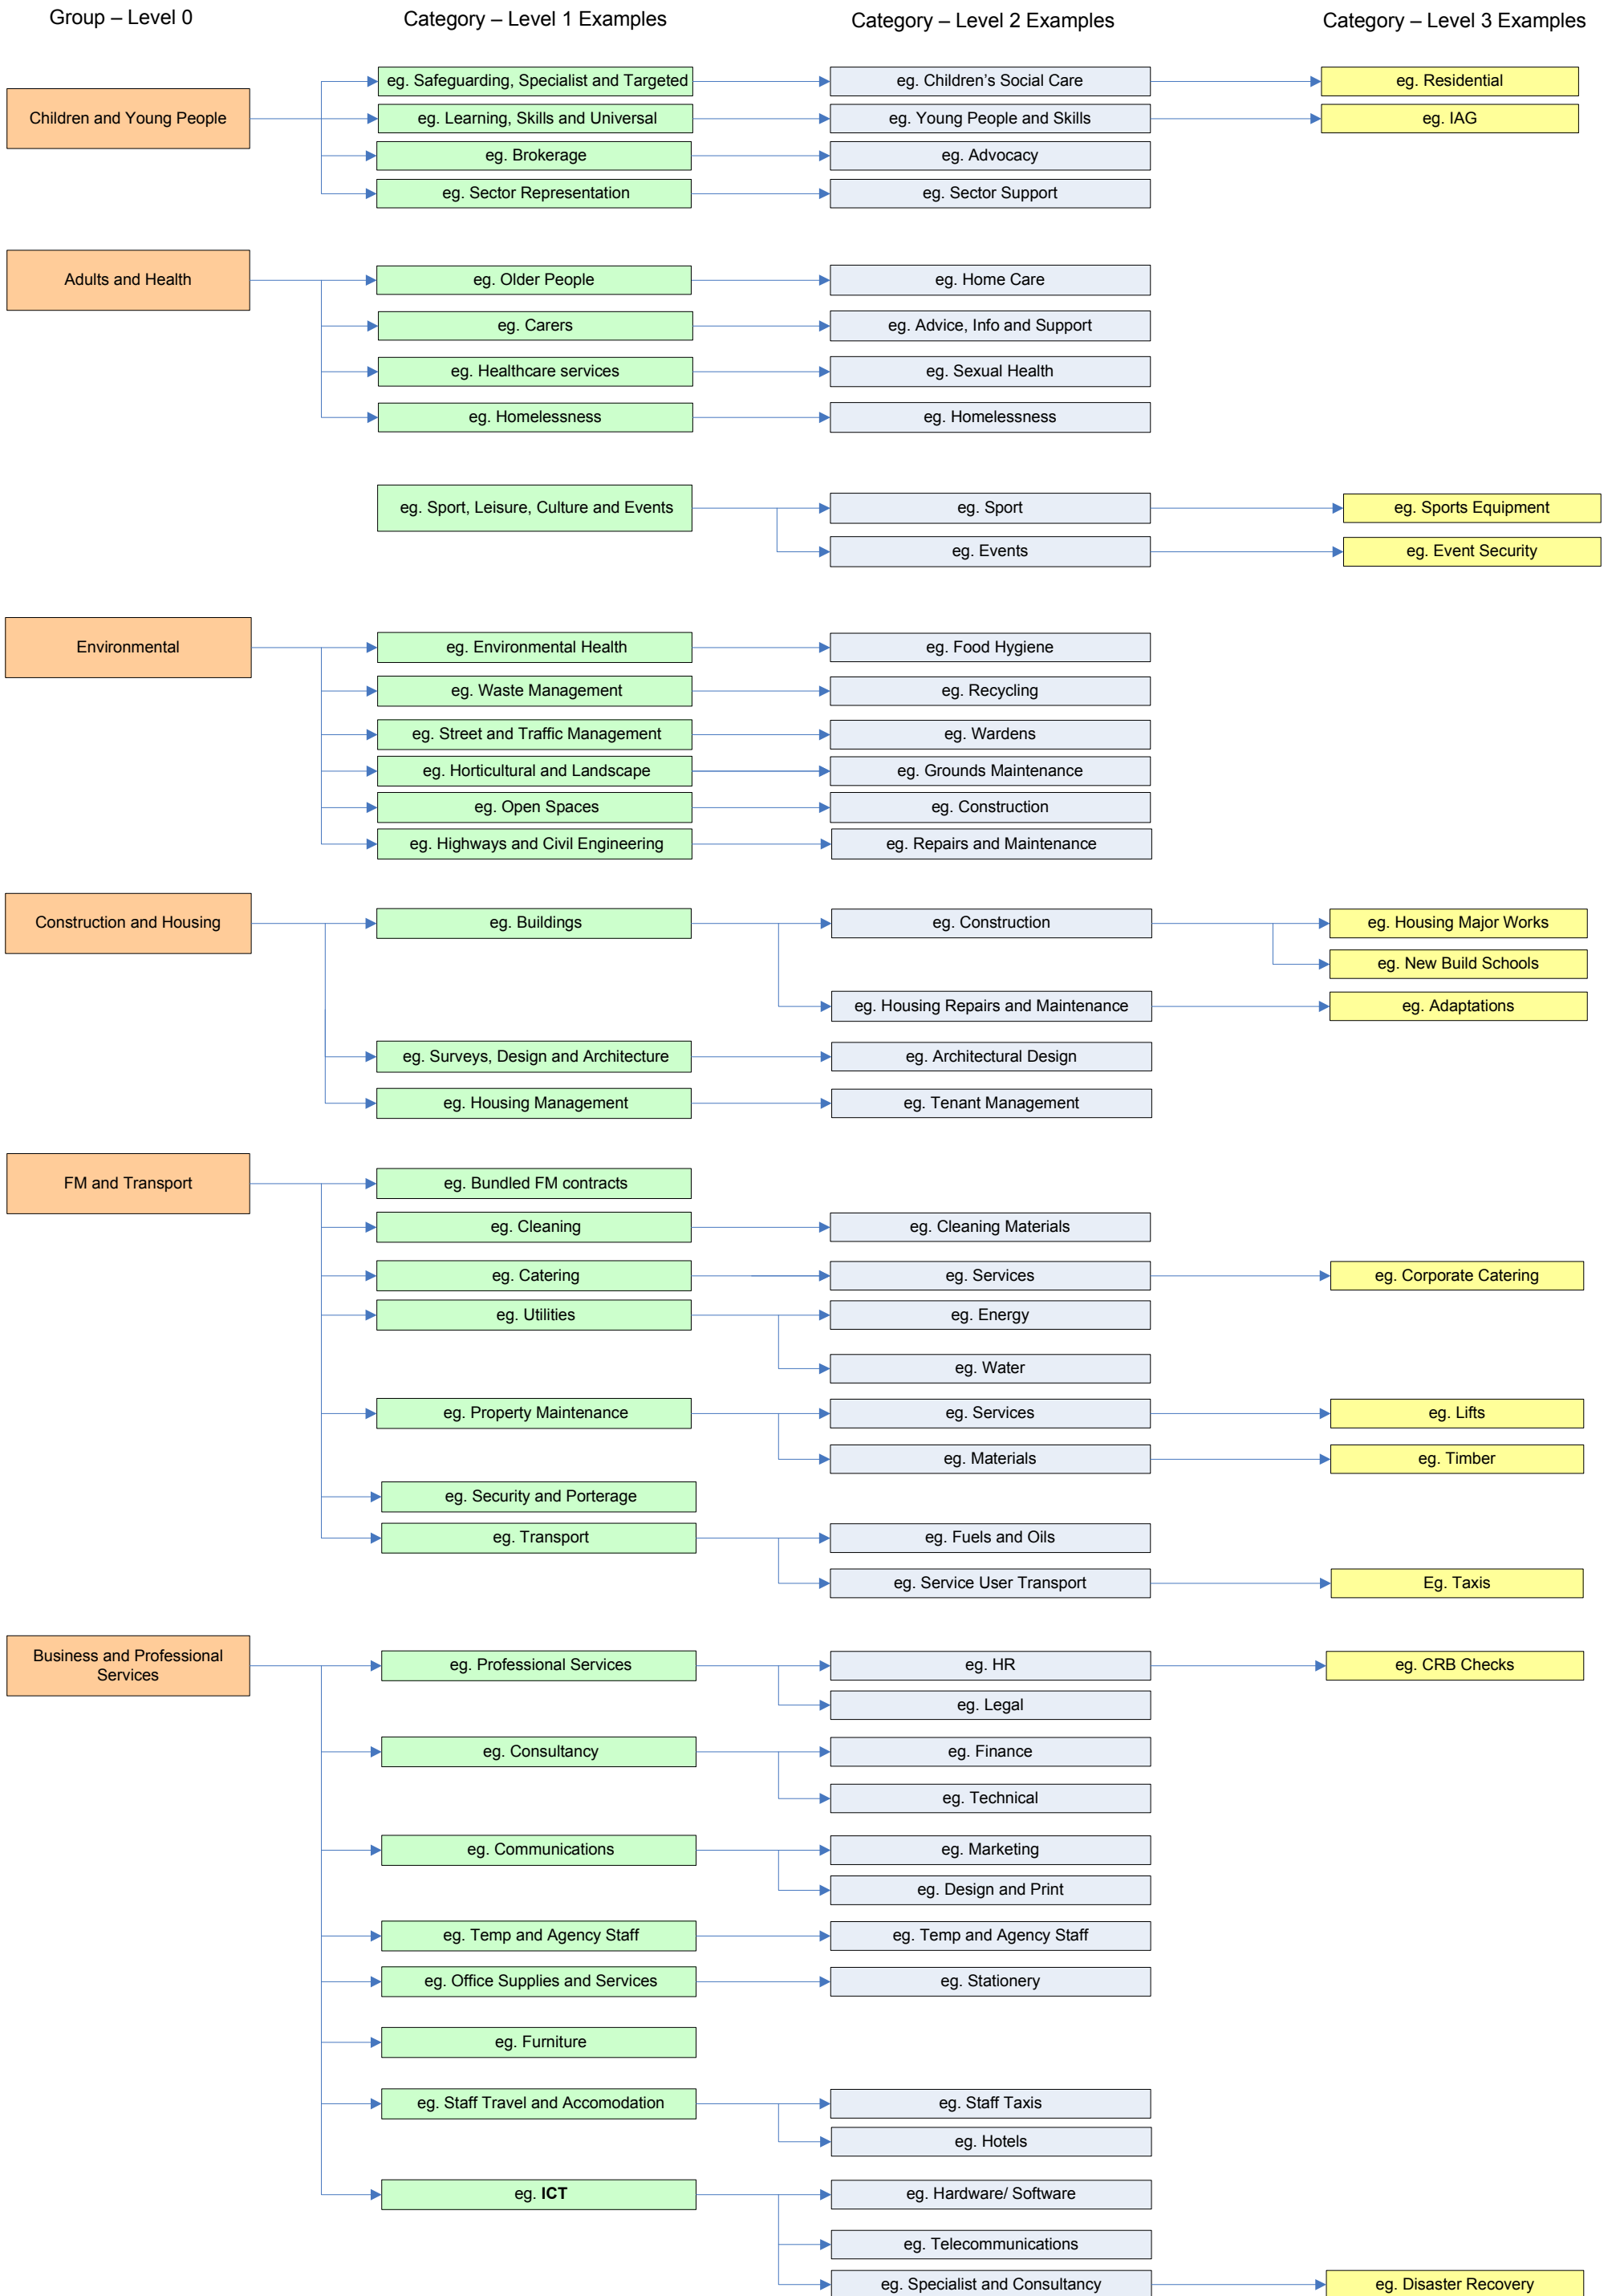 Group – Level 0
Category – Level 1 Examples
Category – Level 2 Examples
Category – Level 3 Examples
Children and Young People
eg. Safeguarding, Specialist and Targeted
eg. Children’s Social Care
eg. Residential
eg. Learning, Skills and Universal
eg. Young People and Skills
eg. IAG
eg. Brokerage
eg. Advocacy
eg. Sector Representation
eg. Sector Support
Adults and Health
eg. Older People
eg. Home Care
eg. Carers
eg. Advice, Info and Support
eg. Healthcare services
eg. Sexual Health
eg. Homelessness
eg. Homelessness
eg. Sport, Leisure, Culture and Events
eg. Sport
eg. Sports Equipment
eg. Events
eg. Event Security
Environmental
eg. Environmental Health
eg. Food Hygiene
eg. Waste Management
eg. Recycling
eg. Street and Traffic Management
eg. Wardens
eg. Horticultural and Landscape
eg. Grounds Maintenance
eg. Open Spaces
eg. Construction
eg. Highways and Civil Engineering
eg. Repairs and Maintenance
Construction and Housing
eg. Buildings
eg. Construction
eg. Housing Major Works
eg. New Build Schools
eg. Housing Repairs and Maintenance
eg. Adaptations
eg. Surveys, Design and Architecture
eg. Architectural Design
eg. Housing Management
eg. Tenant Management
FM and Transport
eg. Bundled FM contracts
eg. Cleaning
eg. Cleaning Materials
eg. Catering
eg. Services
eg. Corporate Catering
eg. Utilities
eg. Energy
eg. Water
eg. Property Maintenance
eg. Services
eg. Lifts
eg. Materials
eg. Timber
eg. Security and Porterage
eg. Transport
eg. Fuels and Oils
eg. Service User Transport
Eg. Taxis
Business and Professional
Services
eg. Professional Services
eg. HR
eg. CRB Checks
eg. Legal
eg. Consultancy
eg. Finance
eg. Technical
eg. Communications
eg. Marketing
eg. Design and Print
eg. Temp and Agency Staff
eg. Temp and Agency Staff
eg. Office Supplies and Services
eg. Stationery
eg. Furniture
eg. Staff Travel and Accomodation
eg. Staff Taxis
eg. Hotels
eg. ICT
eg. Hardware/ Software
eg. Telecommunications
eg. Specialist and Consultancy
eg. Disaster Recovery